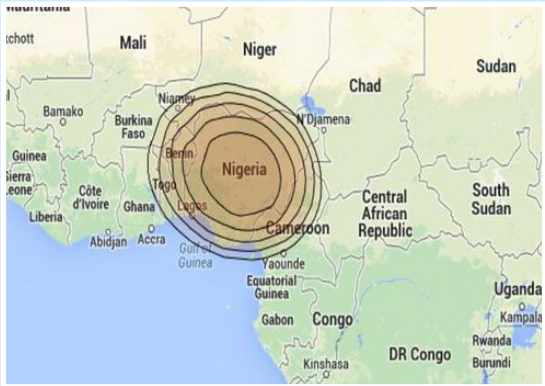 Mauritania
kchott
Mali
Niger
Sudan
Chad
Niamey
Bamako
Burkina
Faso
N'Djamena
Benin
Nigeria
Guinea
Sierra
Leone
Côte
d'Ivoire
Togo
Ghana
Lagos
Central
African
Republic
South
Sudan
Liberia
Abidjan
Accra
Cameroon
Gulf of
Guinea
Yaounde
Equatorial
Guinea
Uganda
Gabon
Congo
Kampala
Rwanda
Burundi
DR Congo
Kinshasa